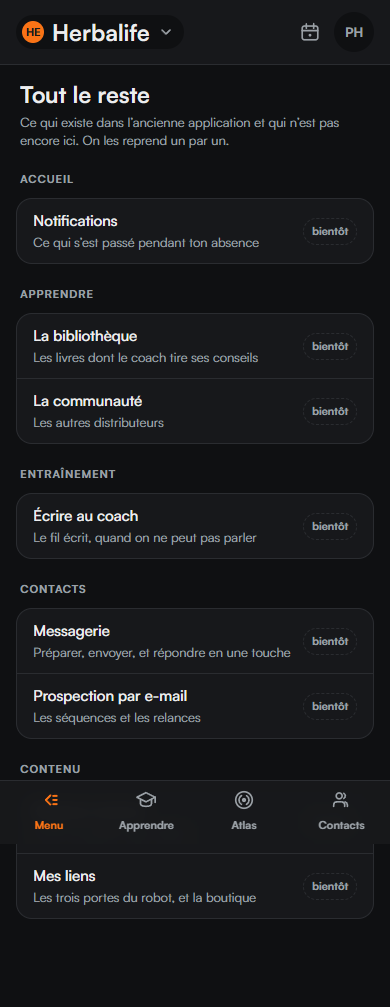 HE Herbalife PH
Tout le reste
Ce qui existe dans l'ancienne application et qui n'est pas
encore ici. On les reprend un par un.
ACCUEIL
Notifications
Ce qui s'est passé pendant ton absence
bientôt
APPRENDRE
La bibliothèque
Les livres dont le coach tire ses conseils
bientôt
La communauté
Les autres distributeurs
bientôt
ENTRAÎNEMENT
Écrire au coach
Le fil écrit, quand on ne peut pas parler
bientôt
CONTACTS
Messagerie
Préparer, envoyer, et répondre en une touche
bientôt
Prospection par e-mail
Les séquences et les relances
bientôt
CONTENU
Menu Apprendre Atlas Contacts
Mes liens
Les trois portes du robot, et la boutique
bientôt